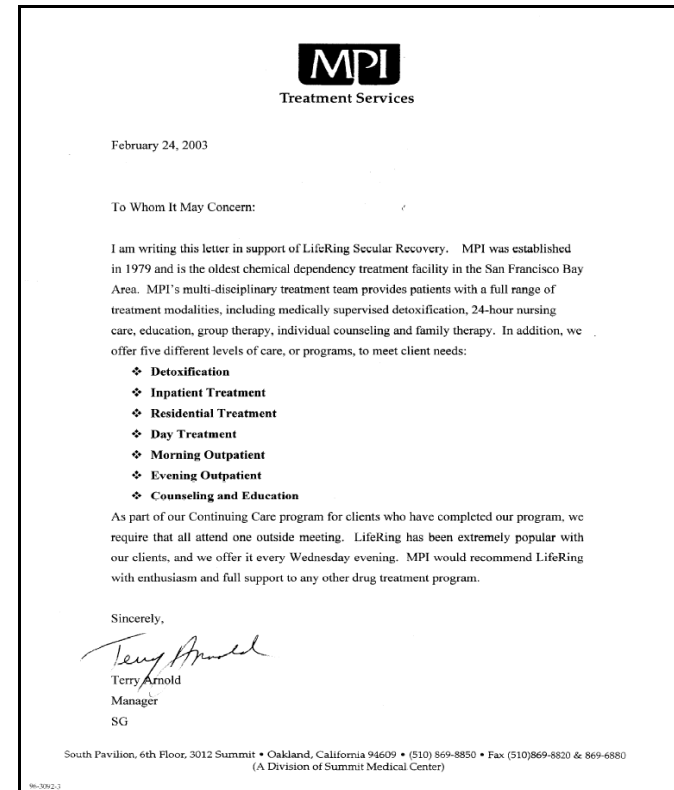 MPI
Treatment Services
February 24, 2003
To Whom It May Concern:
I am writing this letter in support of LifeRing Secular Recovery. MPI was established
in 1979 and is the oldest chemical dependency treatment facility in the San Francisco Bay
Area. MPI's multi-disciplinary treatment team provides patients with a full range of
treatment modalities, including medically supervised detoxification, 24-hour nursing
care, education, group therapy, individual counseling and family therapy. In addition, we
offer five different levels of care, or programs, to meet client needs:
❖ Detoxification
❖ Inpatient Treatment
❖ Residential Treatment
❖ Day Treatment
❖ Morning Outpatient
❖ Evening Outpatient
❖ Counseling and Education
As part of our Continuing Care program for clients who have completed our program, we
require that all attend one outside meeting. LifeRing has been extremely popular with
our clients, and we offer it every Wednesday evening. MPI would recommend LifeRing
with enthusiasm and full support to any other drug treatment program.
Sincerely,
Terry Arnold
Terry Arnold
Manager
SG
South Pavilion, 6th Floor, 3012 Summit • Oakland, California 94609 • (510) 869-8850 • Fax (510)869-8820 & 869-6880
(A Division of Summit Medical Center)
96-3092-3